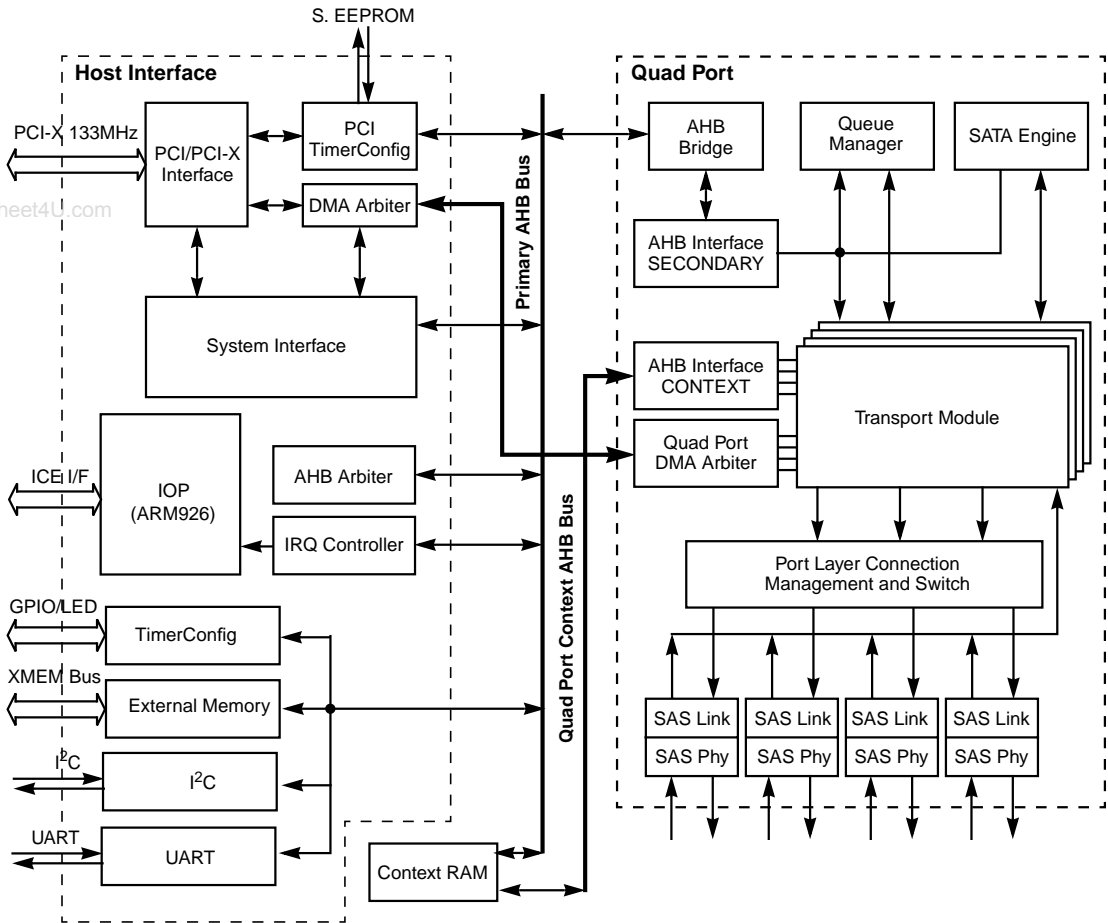 S. EEPROM
Host Interface
PCI-X 133MHz
PCI/PCI-X
Interface
PCI
TimerConfig
DMA Arbiter
heet4U.com
System Interface
ICE I/F
IOP
(ARM926)
AHB Arbiter
IRQ Controller
GPIO/LED
TimerConfig
XMEM Bus
External Memory
I²C
I²C
UART
UART
Context RAM
Primary AHB Bus
Quad Port Context AHB Bus
Quad Port
AHB
Bridge
Queue
Manager
SATA Engine
AHB Interface
SECONDARY
AHB Interface
CONTEXT
Quad Port
DMA Arbiter
Transport Module
Port Layer Connection
Management and Switch
SAS Link
SAS Link
SAS Link
SAS Link
SAS Phy
SAS Phy
SAS Phy
SAS Phy